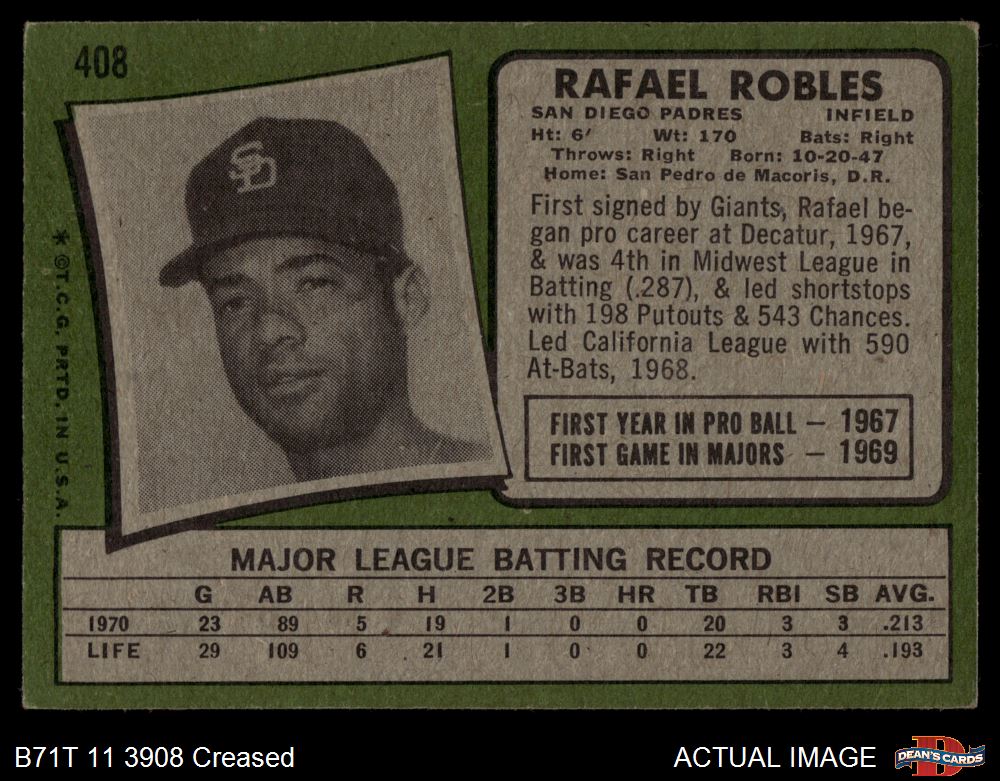 408
RAFAEL ROBLES
SAN DIEGO PADRES INFIELD
Ht: 6' Wt: 170 Bats: Right
Throws: Right Born: 10-20-47
Home: San Pedro de Macoris, D.R.
First signed by Giants, Rafael be-
gan pro career at Decatur, 1967,
& was 4th in Midwest League in
Batting (.287), & led shortstops
with 198 Putouts & 543 Chances.
Led California League with 590
At-Bats, 1968.
FIRST YEAR IN PRO BALL — 1967
FIRST GAME IN MAJORS — 1969
SD
* ©T.C.G. PRTD. IN U.S.A.
MAJOR LEAGUE BATTING RECORD
G AB R H 2B 3B HR TB RBI SB AVG.
1970 23 89 5 19 1 0 0 20 3 3 .213
LIFE 29 109 6 21 1 0 0 22 3 4 .193
B71T 11 3908 Creased
ACTUAL IMAGE
D
DEAN'S CARDS